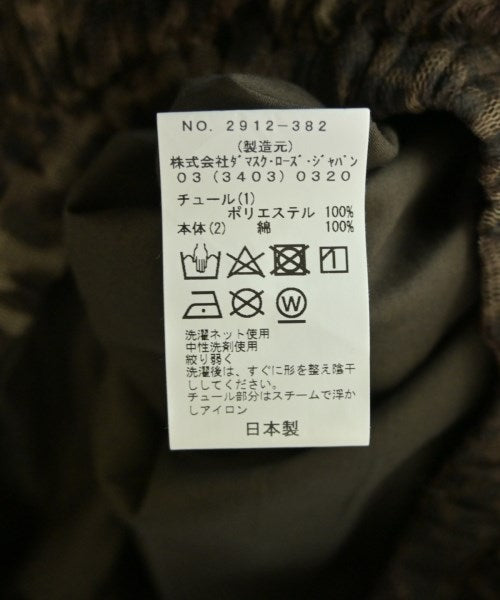 NO. 2912-382
(製造元)
株式会社ﾀﾞﾏｽｸ･ﾛｰｽﾞ･ｼﾞｬﾊﾟﾝ
03(3403)0320
チュール(1)
ポリエステル 100%
本体(2) 綿 100%
W
洗濯ネット使用
中性洗剤使用
絞り弱く
洗濯後は、すぐに形を整え陰干
ししてください。
チュール部分はスチームで浮か
しアイロン
日本製